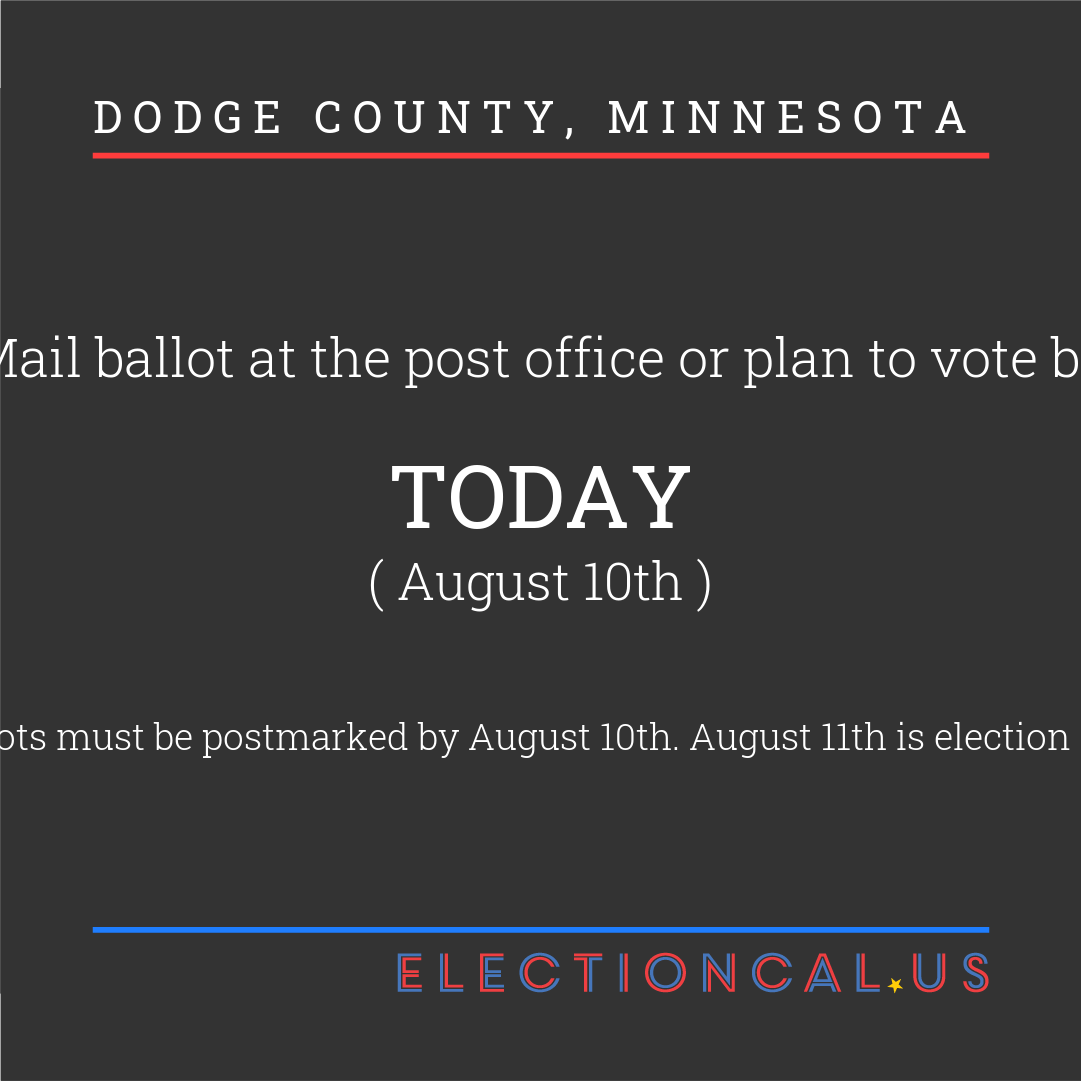 DODGE COUNTY, MINNESOTA
Mail ballot at the post office or plan to vote b
TODAY
( August 10th )
ots must be postmarked by August 10th. August 11th is election
ELECTIONCAL.US